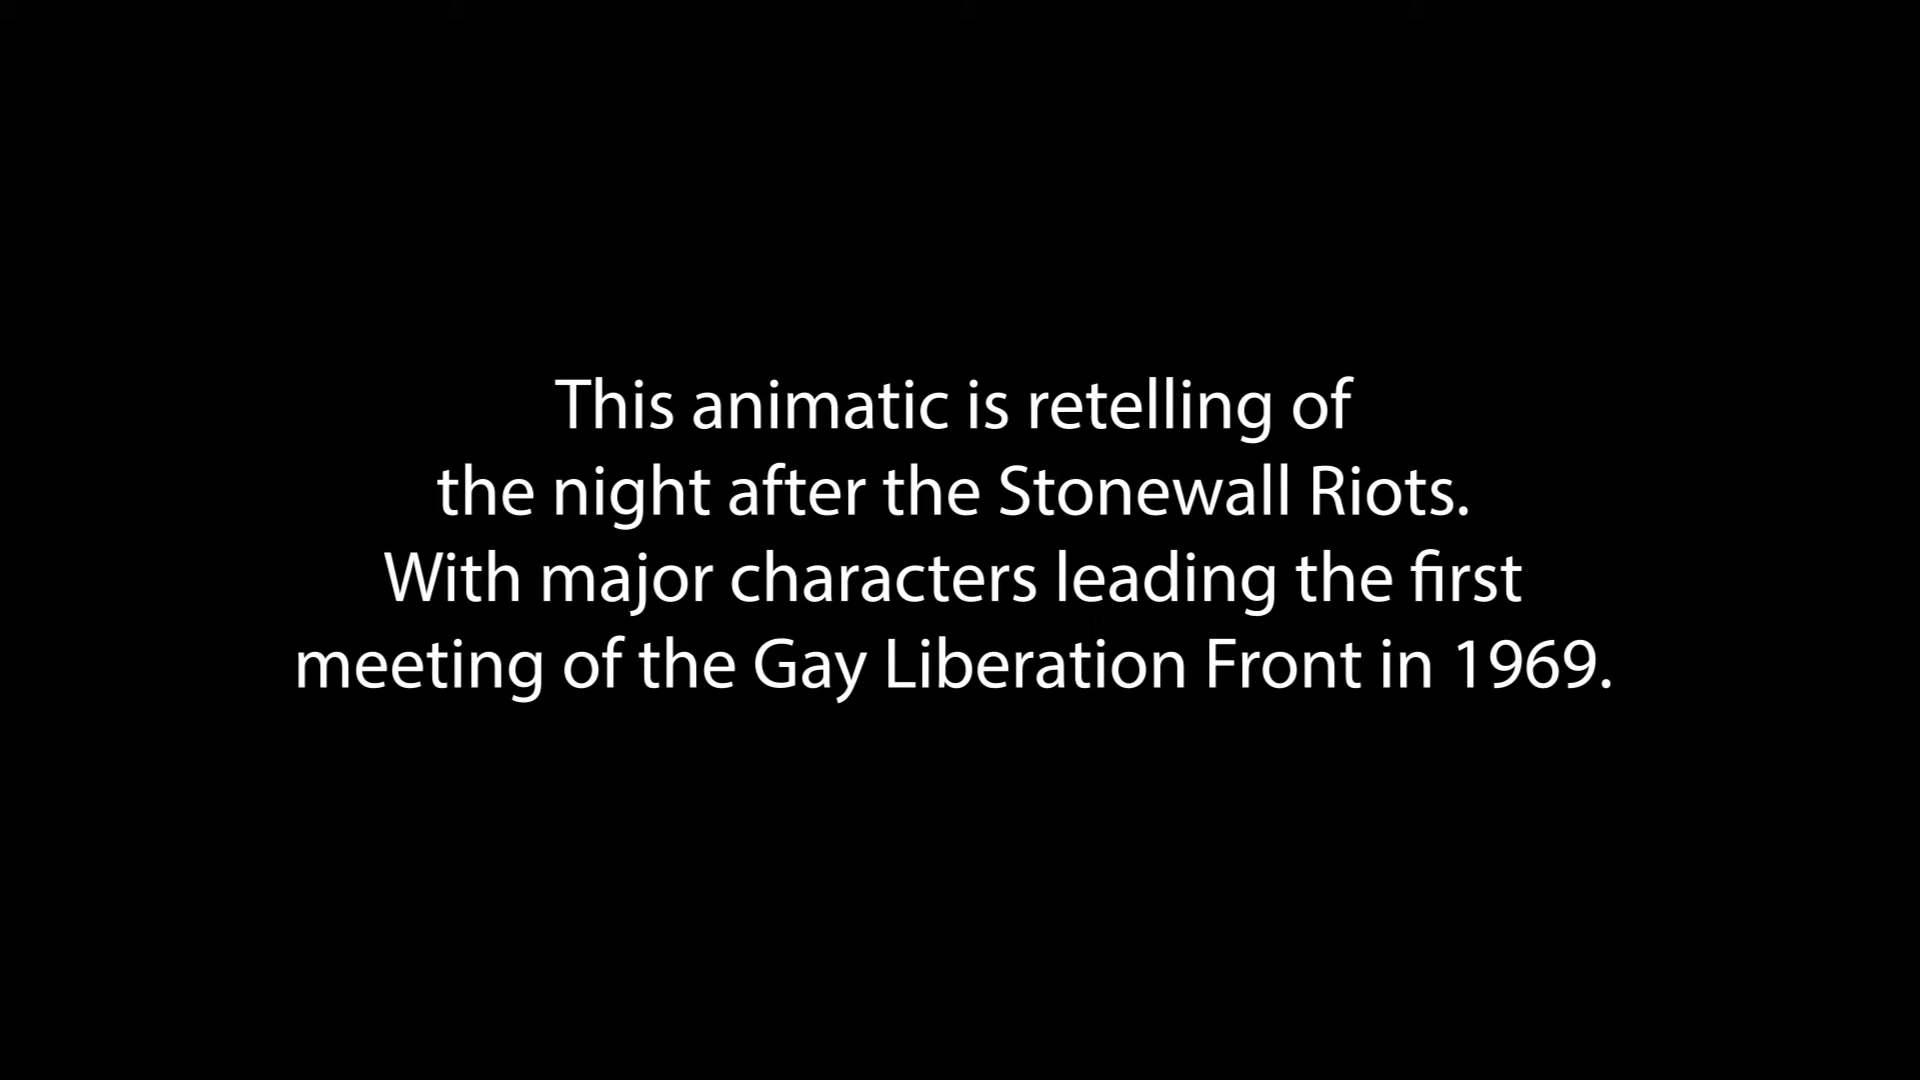 This animatic is retelling of
the night after the Stonewall Riots.
With major characters leading the first
meeting of the Gay Liberation Front in 1969.